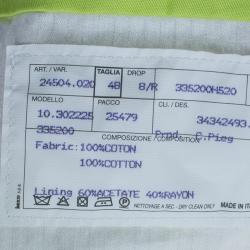 ART./VAR. TAGLIA DROP
24504.020 48 8/R 335200H520
MODELLO PACCO CLI./DES.
10.302225 25479 34342493.
335200 COMPOSIZIONE/COMPOSITION Prod. C.Pieg
Fabric:100%COTON
100%COTTON
Lining 60%ACETATE 40%RAYON
NETTOYAGE A SEC - DRY CLEAN ONLY MADE IN IT